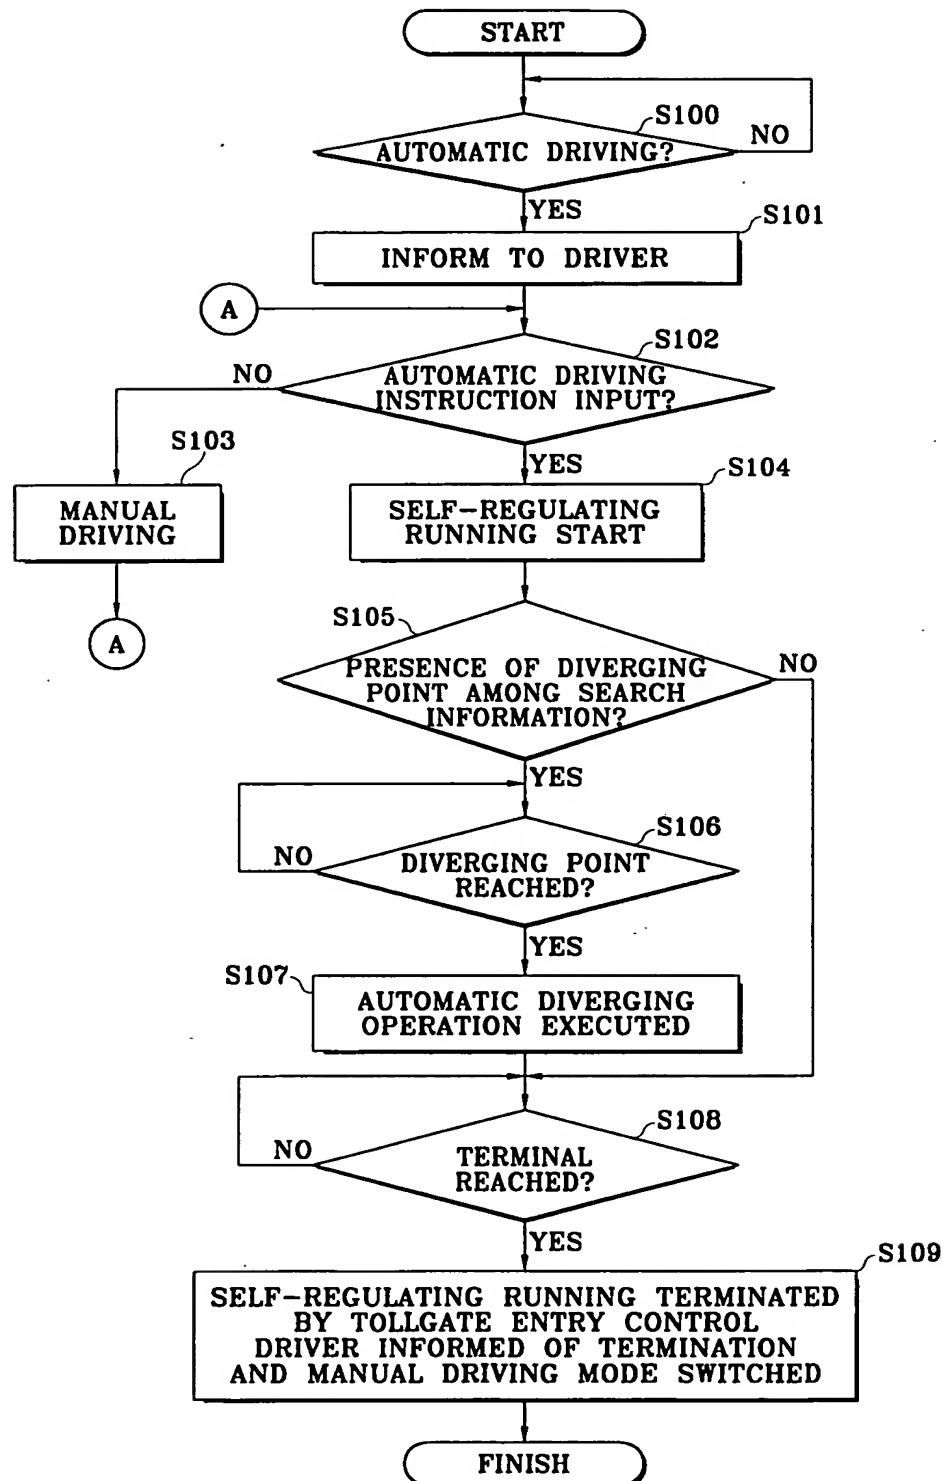 START
S100
AUTOMATIC DRIVING?
NO
YES
S101
INFORM TO DRIVER
A
S102
NO
AUTOMATIC DRIVING
INSTRUCTION INPUT?
S103
YES
S104
MANUAL
DRIVING
SELF-REGULATING
RUNNING START
A
S105
PRESENCE OF DIVERGING
POINT AMONG SEARCH
INFORMATION?
NO
YES
S106
NO
DIVERGING POINT
REACHED?
YES
S107
AUTOMATIC DIVERGING
OPERATION EXECUTED
S108
NO
TERMINAL
REACHED?
YES
S109
SELF-REGULATING RUNNING TERMINATED
BY TOLLGATE ENTRY CONTROL
DRIVER INFORMED OF TERMINATION
AND MANUAL DRIVING MODE SWITCHED
FINISH